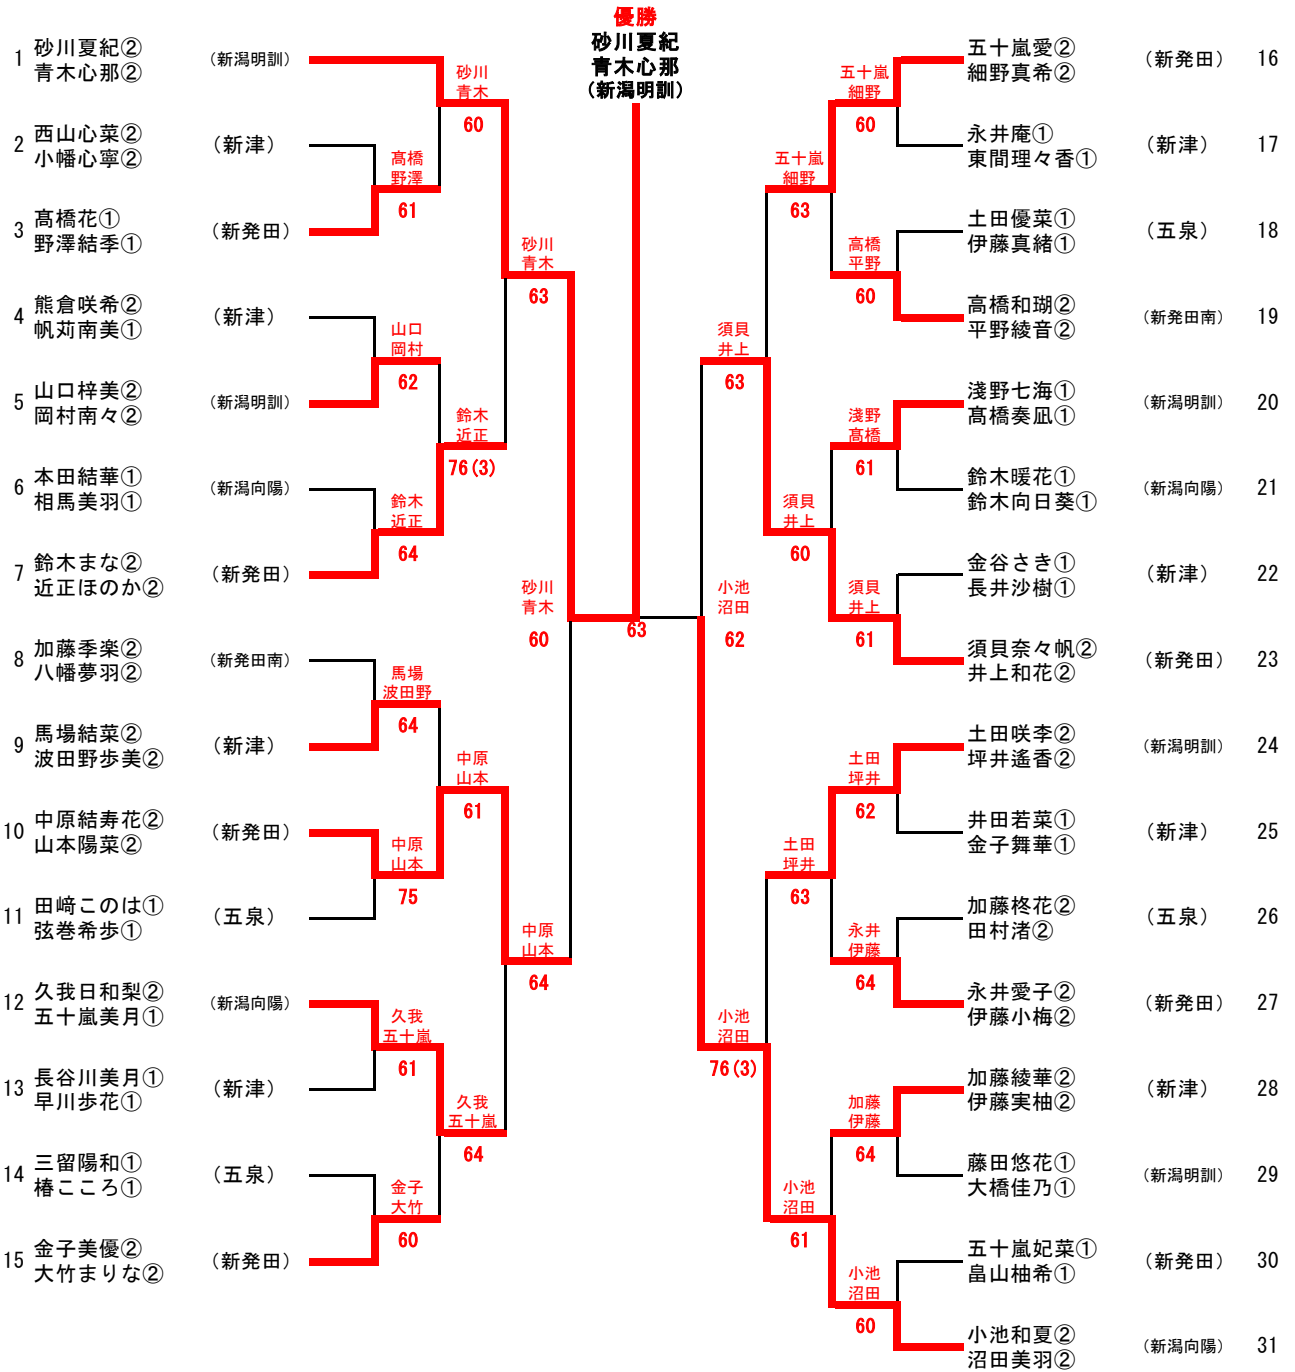 優勝
砂川夏紀
青木心那
(新潟明訓)
1 砂川夏紀② (新潟明訓)
青木心那②
2 西山心菜② (新津)
小幡心寧②
3 髙橋花① (新発田)
野澤結季①
4 熊倉咲希② (新津)
帆苅南美①
5 山口梓美② (新潟明訓)
岡村南々②
6 本田結華① (新潟向陽)
相馬美羽①
7 鈴木まな② (新発田)
近正ほのか②
8 加藤季楽② (新発田南)
八幡夢羽②
9 馬場結菜② (新津)
波田野歩美②
10 中原結寿花② (新発田)
山本陽菜②
11 田﨑このは① (五泉)
弦巻希歩①
12 久我日和梨② (新潟向陽)
五十嵐美月①
13 長谷川美月① (新津)
早川歩花①
14 三留陽和① (五泉)
椿こころ①
15 金子美優② (新発田)
大竹まりな②
髙橋
野澤
61
山口
岡村
62
鈴木
近正
64
馬場
波田野
64
中原
山本
75
久我
五十嵐
61
金子
大竹
60
砂川
青木
60
鈴木
近正
76(3)
中原
山本
61
久我
五十嵐
64
砂川
青木
63
中原
山本
64
砂川
青木
60
63
小池
沼田
62
須貝
井上
63
小池
沼田
76(3)
五十嵐
細野
63
須貝
井上
60
土田
坪井
63
小池
沼田
61
五十嵐
細野
60
高橋
平野
60
淺野
髙橋
61
須貝
井上
61
土田
坪井
62
永井
伊藤
64
加藤
伊藤
64
小池
沼田
60
五十嵐愛② (新発田) 16
細野真希②
永井庵① (新津) 17
東間理々香①
土田優菜① (五泉) 18
伊藤真緒①
高橋和瑚② (新発田南) 19
平野綾音②
淺野七海① (新潟明訓) 20
髙橋奏凪①
鈴木暖花① (新潟向陽) 21
鈴木向日葵①
金谷さき① (新津) 22
長井沙樹①
須貝奈々帆② (新発田) 23
井上和花②
土田咲李② (新潟明訓) 24
坪井遙香②
井田若菜① (新津) 25
金子舞華①
加藤柊花② (五泉) 26
田村渚②
永井愛子② (新発田) 27
伊藤小梅②
加藤綾華② (新津) 28
伊藤実柚②
藤田悠花① (新潟明訓) 29
大橋佳乃①
五十嵐妃菜① (新発田) 30
畠山柚希①
小池和夏② (新潟向陽) 31
沼田美羽②